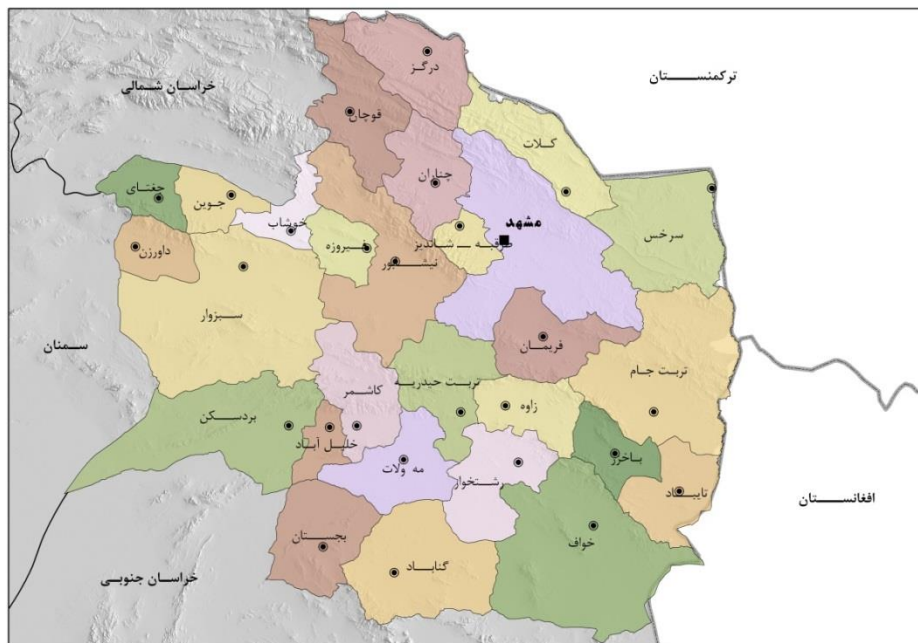 ترکمنستان
درگز
خراسان شمالی
قوچان
کلات
چناران
جغتای
جوین
مشهد
خوشاب
سرخس
طرقبه ـ شاندیز
فیروزه
داورزن
نیشابور
سبزوار
سمنان
فریمان
تربت جام
تربت حیدریه
کاشمر
زاوه
بردسکن
خلیل آباد
باخرز
مه ولات
رشتخوار
تایباد
افغانستان
خواف
بجستان
گناباد
خراسان جنوبی